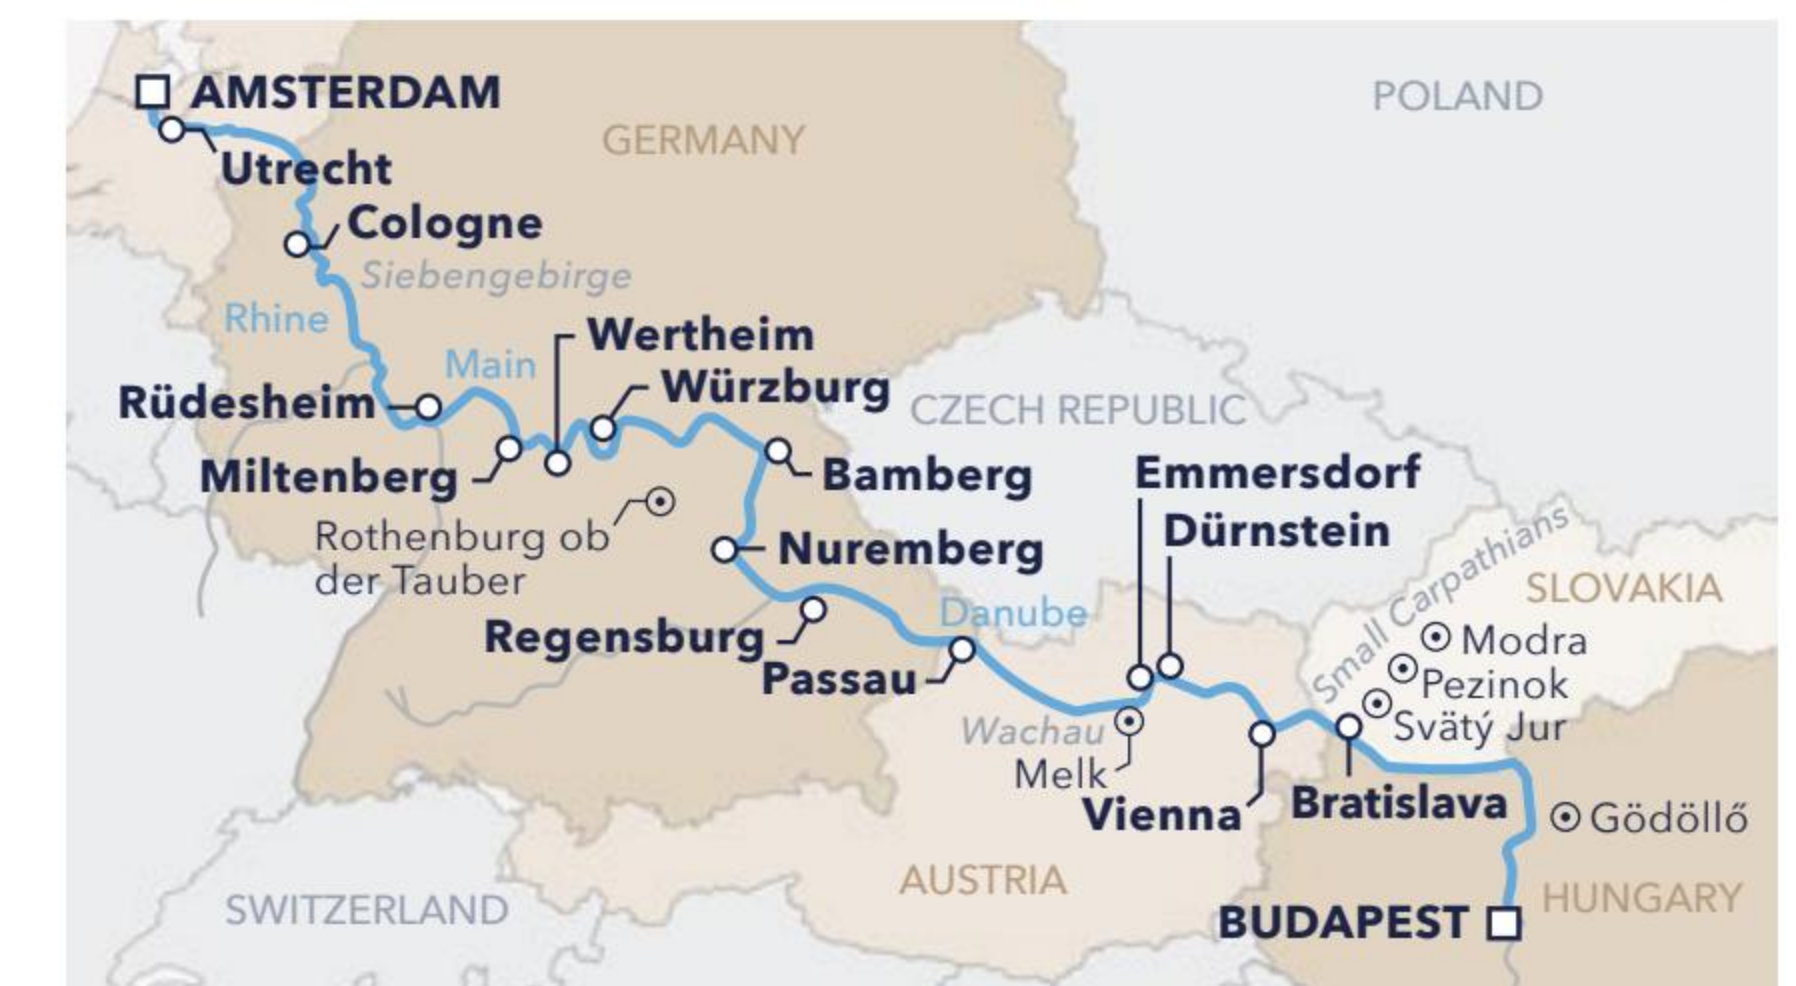 AMSTERDAM
POLAND
GERMANY
Utrecht
Cologne
Siebengebirge
Rhine
Wertheim
Main
Würzburg
Rüdesheim
CZECH REPUBLIC
Miltenberg
Bamberg
Emmersdorf
Rothenburg ob
der Tauber
Dürnstein
Nuremberg
Small Carpathians
SLOVAKIA
Danube
Regensburg
Modra
Passau
Pezinok
Wachau
Svätý Jur
Melk
Vienna
Bratislava
Gödöllő
AUSTRIA
SWITZERLAND
HUNGARY
BUDAPEST